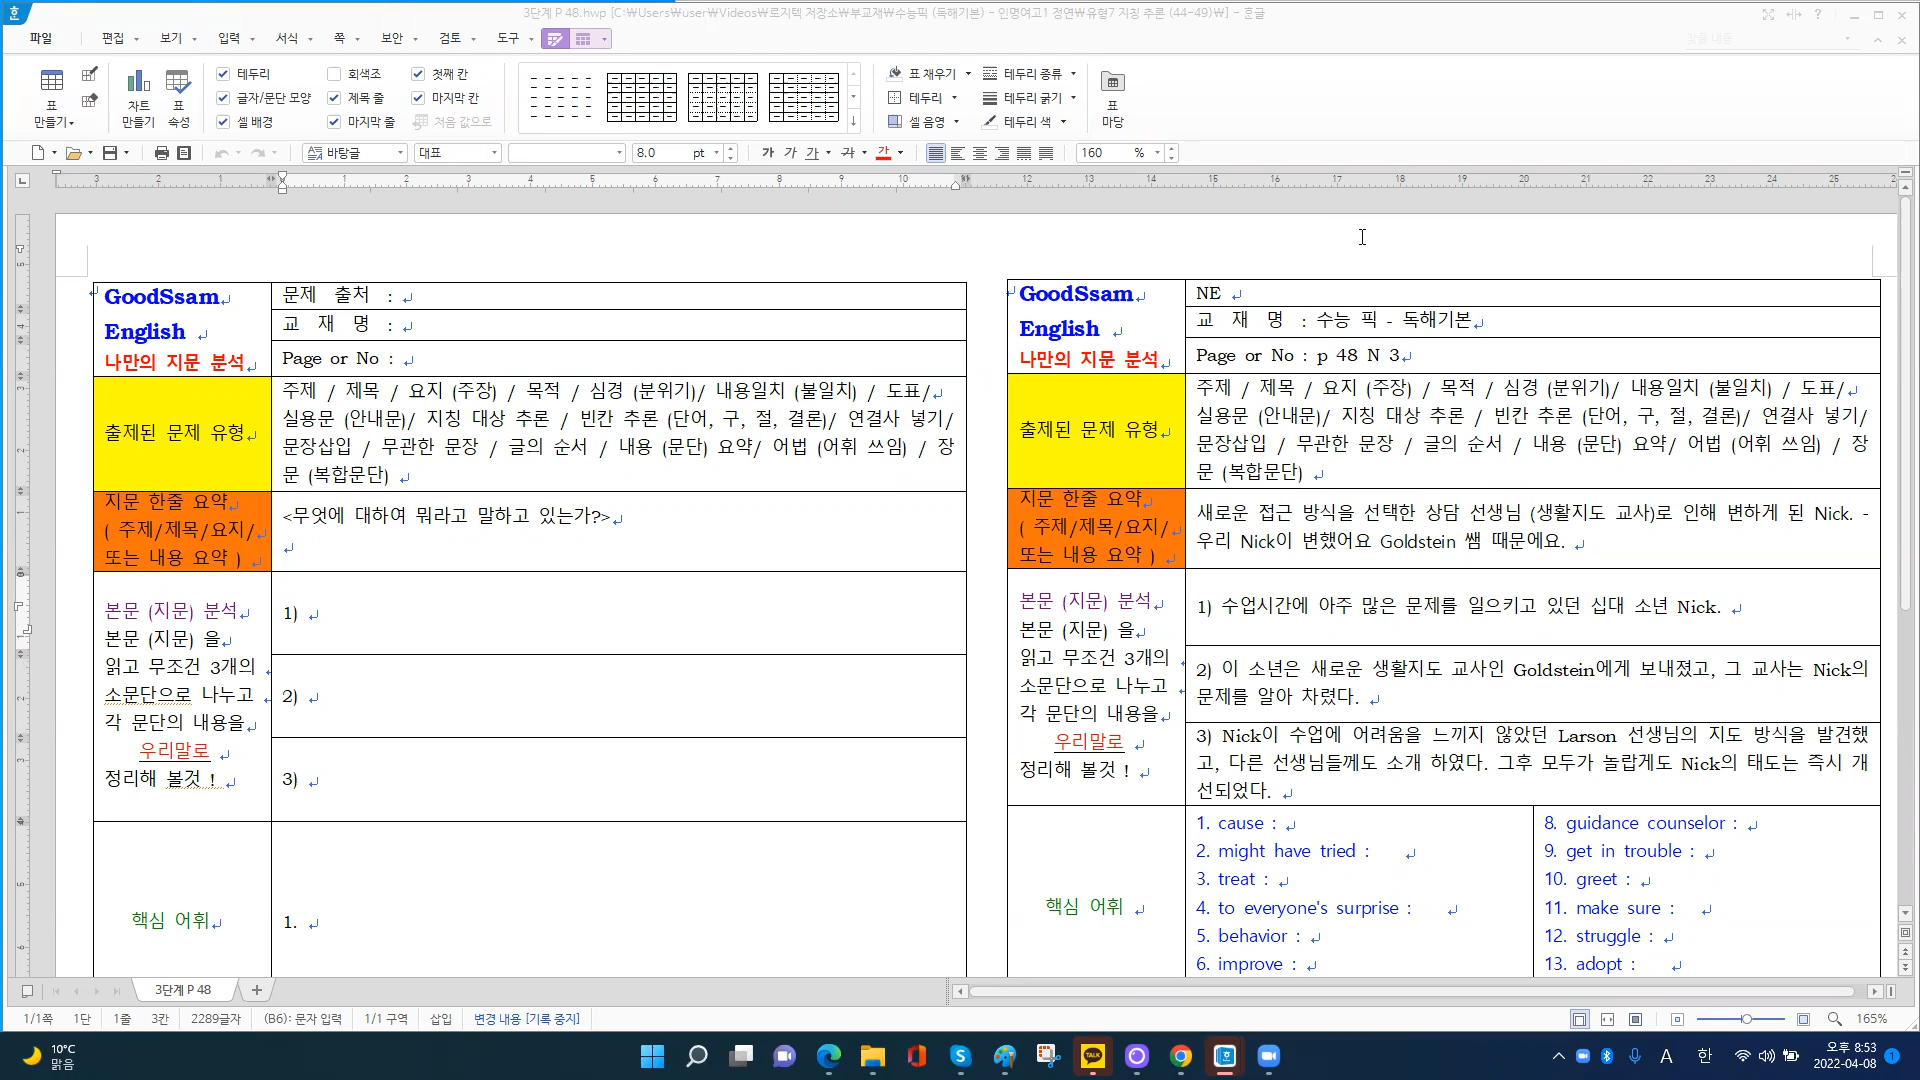 3단계 P 48.hwp [C:₩Users₩user₩Videos₩로지텍 저장소₩부교재₩수능픽 (독해기본) - 인명여고1 정연₩유형7 지칭 추론 (44-49)₩] - 한글
파일 편집 보기 입력 서식 쪽 보안 검토 도구
표 만들기
차트 만들기
표 속성
테두리 회색조 첫째 칸
글자/문단 모양 제목 줄 마지막 칸
셀 배경 마지막 줄 처음 값으로
표 채우기 테두리 종류
테두리 테두리 굵기
셀 음영 테두리 색
표 마당
바탕글 대표 8.0 pt 가 가 가 가 가 160 %
3 2 1 1 2 3 4 5 6 7 8 9 10 12 13 14 15 16 17 18 19 20 21 22 23 24 25
GoodSsam
English
나만의 지문 분석
문제 출처 :
교 재 명 :
Page or No :
출제된 문제 유형
주제 / 제목 / 요지 (주장) / 목적 / 심경 (분위기)/ 내용일치 (불일치) / 도표/
실용문 (안내문)/ 지칭 대상 추론 / 빈칸 추론 (단어, 구, 절, 결론)/ 연결사 넣기/
문장삽입 / 무관한 문장 / 글의 순서 / 내용 (문단) 요약/ 어법 (어휘 쓰임) / 장
문 (복합문단)
지문 한줄 요약
( 주제/제목/요지/
또는 내용 요약 )
<무엇에 대하여 뭐라고 말하고 있는가?>
본문 (지문) 분석
본문 (지문) 을
읽고 무조건 3개의
소문단으로 나누고
각 문단의 내용을
우리말로
정리해 볼것 !
1)
2)
3)
핵심 어휘
1.
GoodSsam
English
나만의 지문 분석
NE
교 재 명 : 수능 픽 - 독해기본
Page or No : p 48 N 3
출제된 문제 유형
주제 / 제목 / 요지 (주장) / 목적 / 심경 (분위기)/ 내용일치 (불일치) / 도표/
실용문 (안내문)/ 지칭 대상 추론 / 빈칸 추론 (단어, 구, 절, 결론)/ 연결사 넣기/
문장삽입 / 무관한 문장 / 글의 순서 / 내용 (문단) 요약/ 어법 (어휘 쓰임) / 장
문 (복합문단)
지문 한줄 요약
( 주제/제목/요지/
또는 내용 요약 )
새로운 접근 방식을 선택한 상담 선생님 (생활지도 교사)로 인해 변하게 된 Nick. -
우리 Nick이 변했어요 Goldstein 쌤 때문에요.
본문 (지문) 분석
본문 (지문) 을
읽고 무조건 3개의
소문단으로 나누고
각 문단의 내용을
우리말로
정리해 볼것 !
1) 수업시간에 아주 많은 문제를 일으키고 있던 십대 소년 Nick.
2) 이 소년은 새로운 생활지도 교사인 Goldstein에게 보내졌고, 그 교사는 Nick의
문제를 알아 차렸다.
3) Nick이 수업에 어려움을 느끼지 않았던 Larson 선생님의 지도 방식을 발견했
고, 다른 선생님들께도 소개 하였다. 그후 모두가 놀랍게도 Nick의 태도는 즉시 개
선되었다.
핵심 어휘
1. cause :
2. might have tried :
3. treat :
4. to everyone's surprise :
5. behavior :
6. improve :
8. guidance counselor :
9. get in trouble :
10. greet :
11. make sure :
12. struggle :
13. adopt :
3단계 P 48
1/1쪽 1단 1줄 3칸 2289글자 (B6): 문자 입력 1/1 구역 삽입 변경 내용 [기록 중지] 165%
10°C
맑음
TALK
A 한
오후 8:53
2022-04-08
1